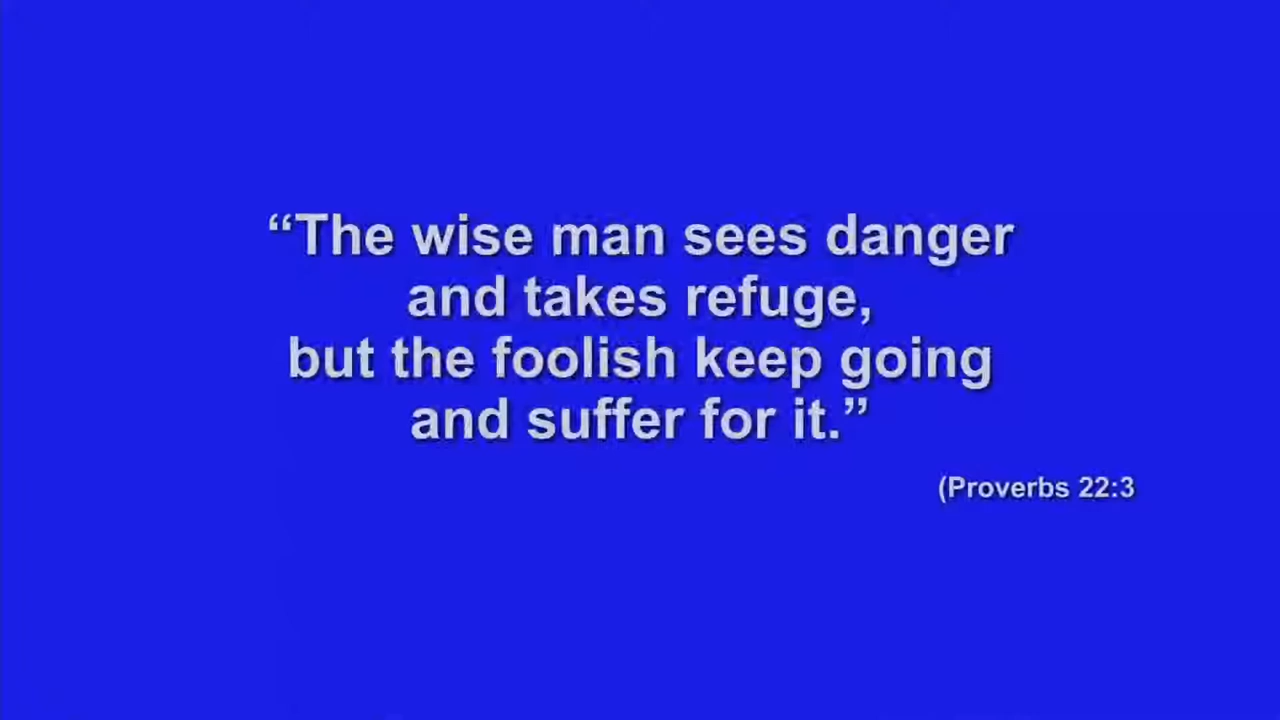 “The wise man sees danger
and takes refuge,
but the foolish keep going
and suffer for it.”
(Proverbs 22:3